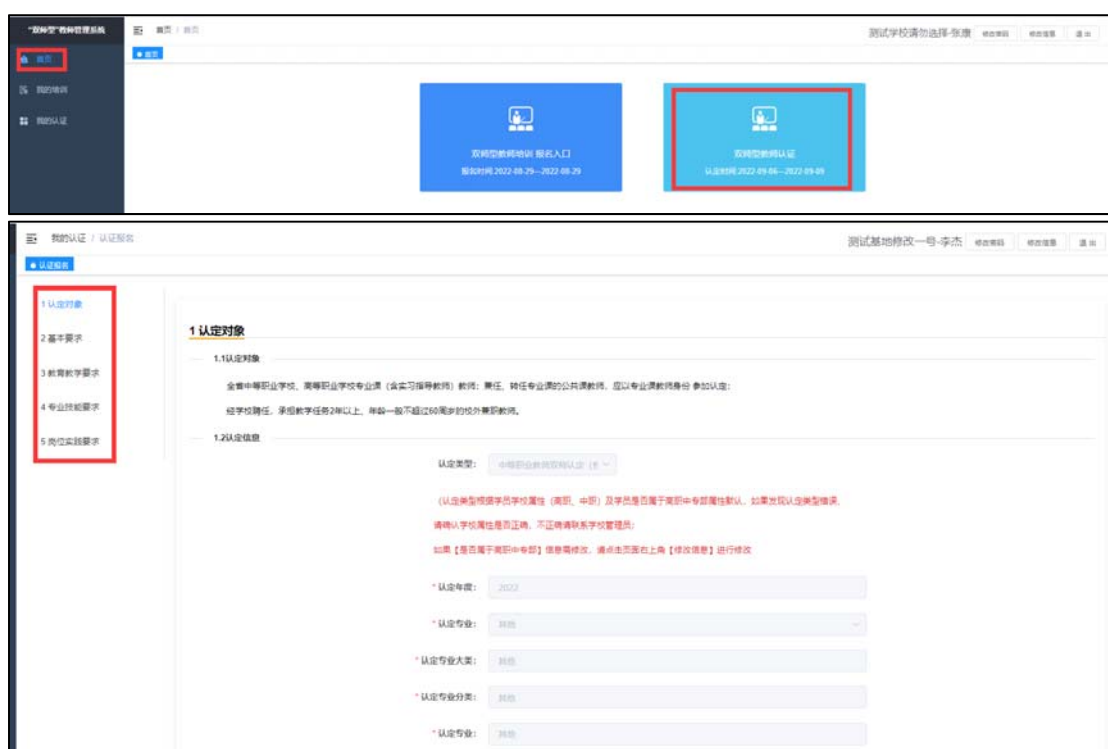 “双师型”教师管理系统
首页 / 首页
测试学校请勿选择-张康 修改密码 修改信息 退出
首页
首页
我的培训
我的认证
双师型教师培训 报名入口
报名时间:2022-08-29—2022-08-29
双师型教师认证
认定时间:2022-09-06—2022-09-09
我的认证 / 认证报名
测试基地修改一号-李杰 修改密码 修改信息 退出
认证报名
1 认定对象
2 基本要求
3 教育教学要求
4 专业技能要求
5 岗位实践要求
1 认定对象
1.1认定对象
全省中等职业学校、高等职业学校专业课（含实习指导教师）教师；兼任、转任专业课的公共课教师，应以专业课教师身份 参加认定；
经学校聘任、承担教学任务2年以上、年龄一般不超过60周岁的校外兼职教师。
1.2认定信息
认定类型： 中等职业教师双师认定（
（认定类型根据学员学校属性（高职、中职）及学员是否属于高职中专部属性默认，如果发现认定类型错误，
请确认学校属性是否正确，不正确请联系学校管理员；
如果【是否属于高职中专部】信息需修改，请点击页面右上角【修改信息】进行修改
* 认定年度： 2022
* 认定专业： 其他
* 认定专业大类： 其他
* 认定专业分类： 其他
* 认定专业： 其他